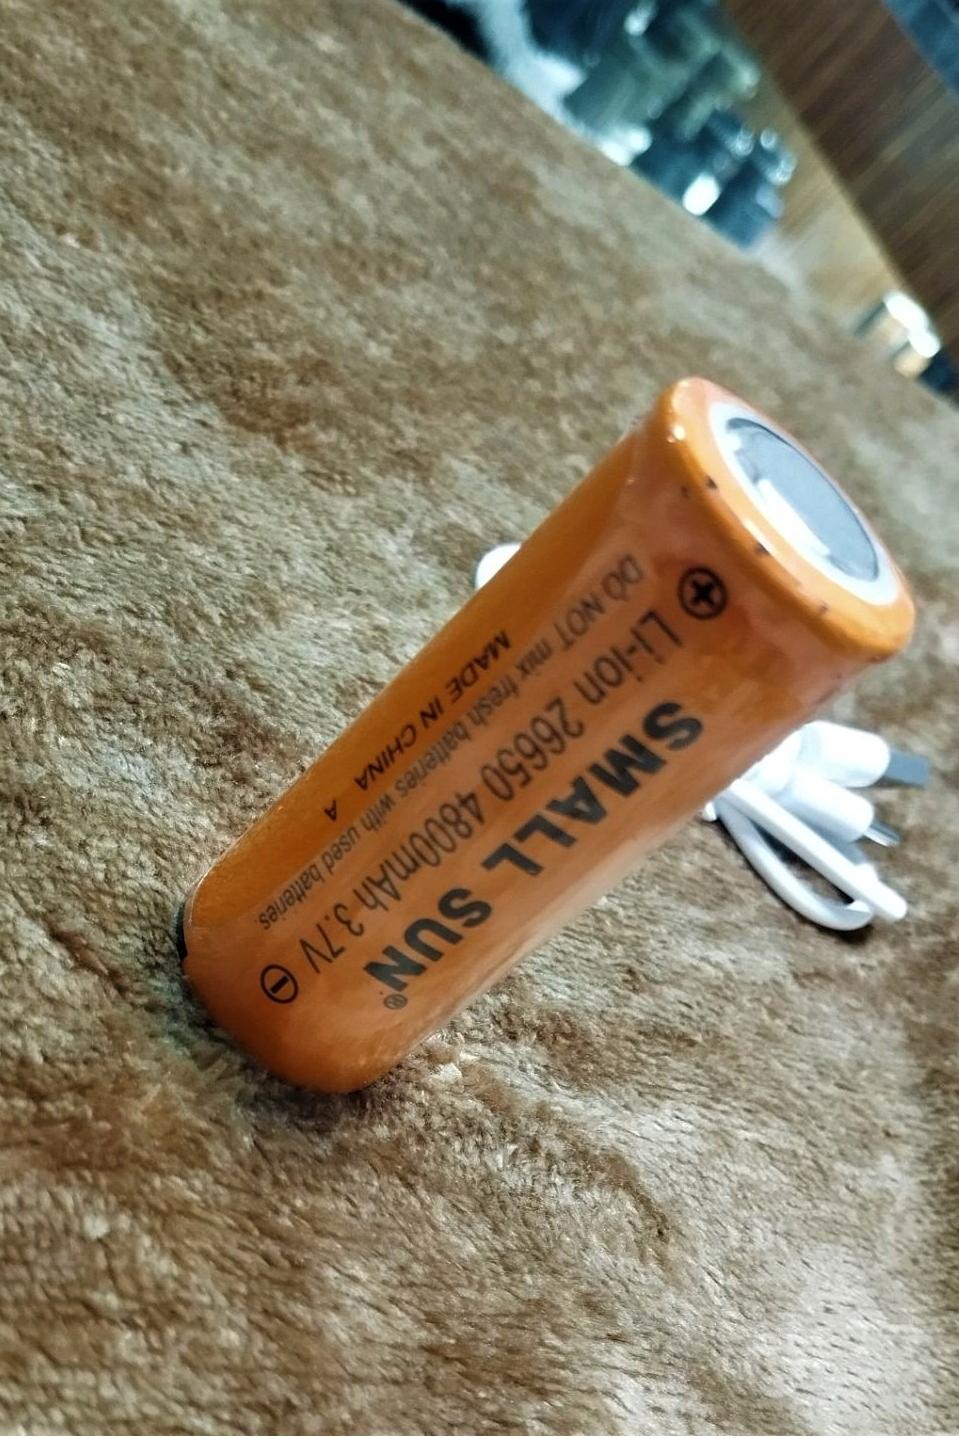 SMALL SUN®
Li-ion 26650 4800mAh 3.7V
DO NOT mix fresh batteries with used batteries.
MADE IN CHINA A